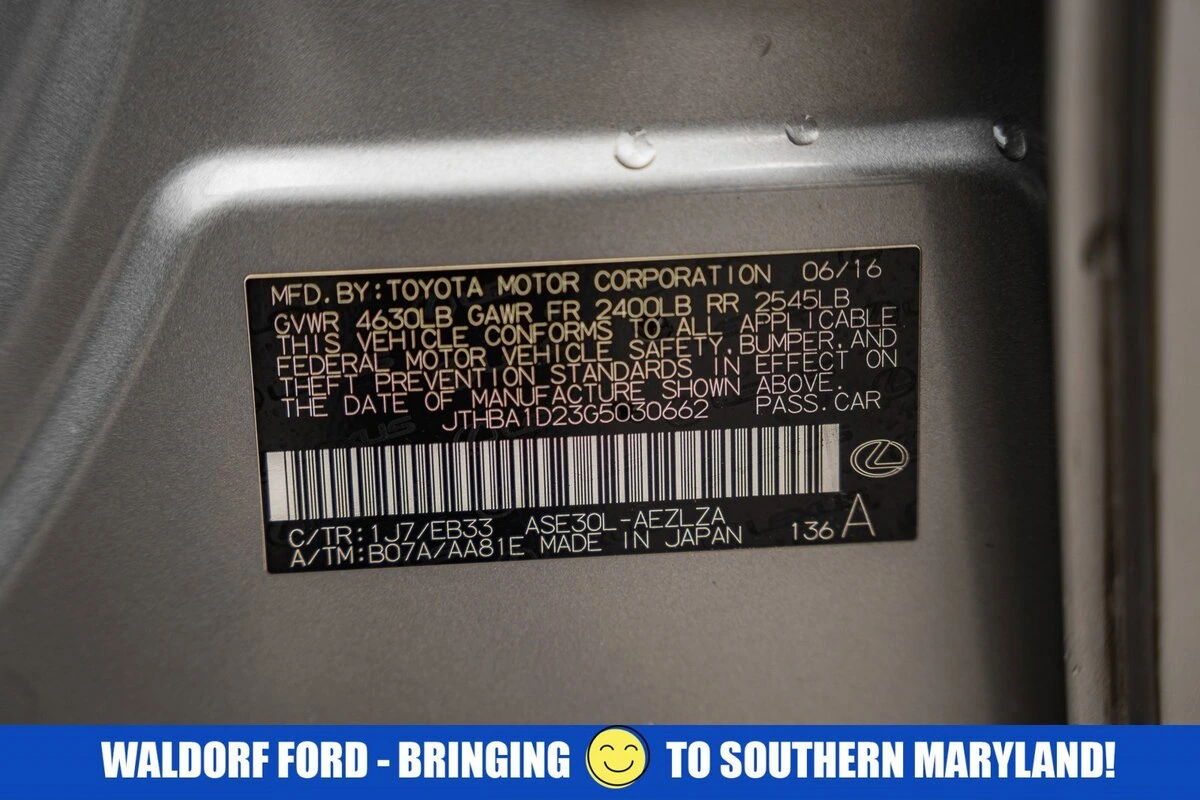 MFD.BY:TOYOTA MOTOR CORPORATION 06/16
GVWR 4630LB GAWR FR 2400LB RR 2545LB
THIS VEHICLE CONFORMS TO ALL APPLICABLE
FEDERAL MOTOR VEHICLE SAFETY,BUMPER,AND
THEFT PREVENTION STANDARDS IN EFFECT ON
THE DATE OF MANUFACTURE SHOWN ABOVE.
JTHBA1D23G5030662 PASS.CAR
C/TR:1J7/EB33 ASE30L-AEZLZA
A/TM:B07A/AA81E MADE IN JAPAN 136 A
WALDORF FORD - BRINGING TO SOUTHERN MARYLAND!